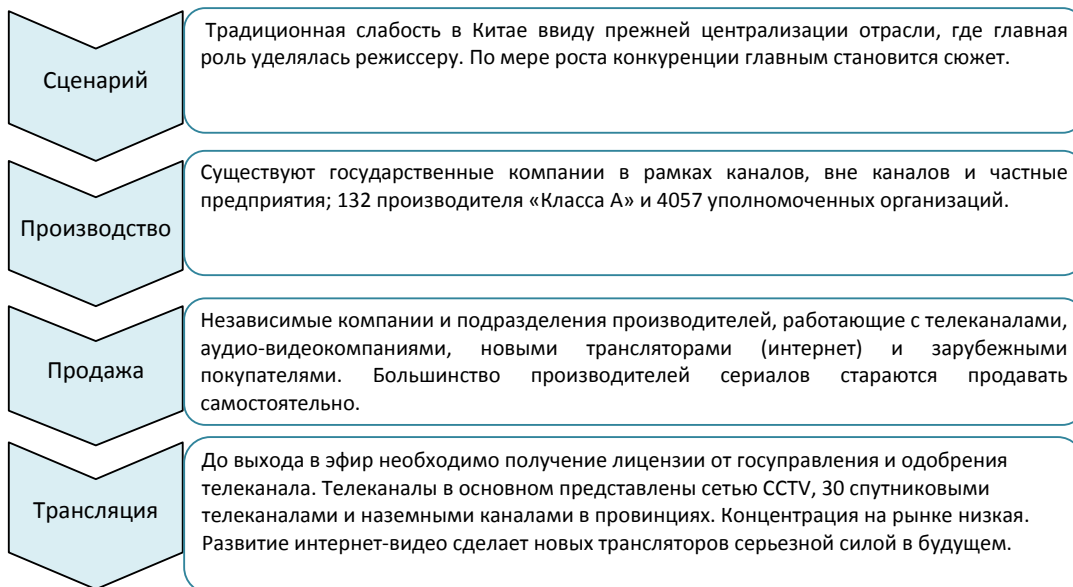 Сценарий
Традиционная слабость в Китае ввиду прежней централизации отрасли, где главная
роль уделялась режиссеру. По мере роста конкуренции главным становится сюжет.
Производство
Существуют государственные компании в рамках каналов, вне каналов и частные
предприятия; 132 производителя «Класса А» и 4057 уполномоченных организаций.
Продажа
Независимые компании и подразделения производителей, работающие с телеканалами,
аудио-видеокомпаниями, новыми трансляторами (интернет) и зарубежными
покупателями. Большинство производителей сериалов стараются продавать
самостоятельно.
Трансляция
До выхода в эфир необходимо получение лицензии от госуправления и одобрения
телеканала. Телеканалы в основном представлены сетью CCTV, 30 спутниковыми
телеканалами и наземными каналами в провинциях. Концентрация на рынке низкая.
Развитие интернет-видео сделает новых трансляторов серьезной силой в будущем.